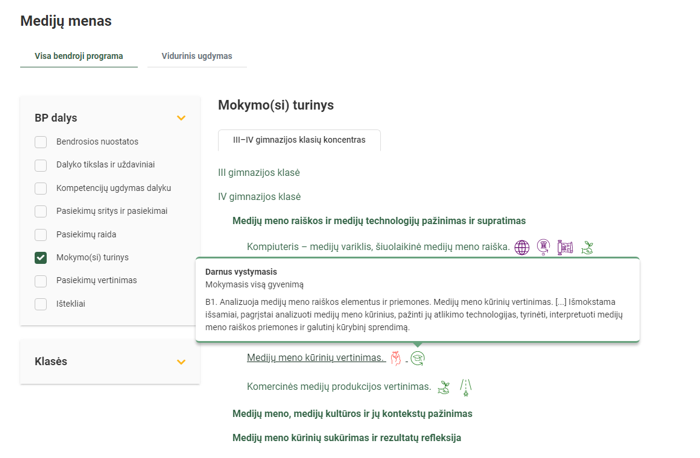 Medijų menas
Visa bendroji programa
Vidurinis ugdymas
BP dalys
Bendrosios nuostatos
Dalyko tikslas ir uždaviniai
Kompetencijų ugdymas dalyku
Pasiekimų sritys ir pasiekimai
Pasiekimų raida
Mokymo(si) turinys
Pasiekimų vertinimas
Ištekliai
Klasės
Mokymo(si) turinys
III–IV gimnazijos klasių koncentras
III gimnazijos klasė
IV gimnazijos klasė
Medijų meno raiškos ir medijų technologijų pažinimas ir supratimas
Kompiuteris – medijų variklis, šiuolaikinė medijų meno raiška.
Darnus vystymasis
Mokymasis visą gyvenimą
B1. Analizuoja medijų meno raiškos elementus ir priemones. Medijų meno kūrinių vertinimas. [...] Išmokstama
išsamiai, pagrįstai analizuoti medijų meno kūrinius, pažinti jų atlikimo technologijas, tyrinėti, interpretuoti medijų
meno raiškos priemones ir galutinį kūrybinį sprendimą.
Medijų meno kūrinių vertinimas.
Komercinės medijų produkcijos vertinimas.
Medijų meno, medijų kultūros ir jų kontekstų pažinimas
Medijų meno kūrinių sukūrimas ir rezultatų refleksija